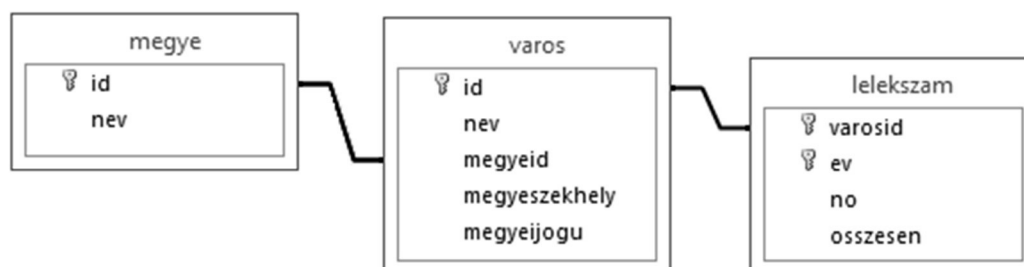 megye
id
nev
varos
id
nev
megyeid
megyeszekhely
megyeijogu
lelekszam
varosid
ev
no
osszesen